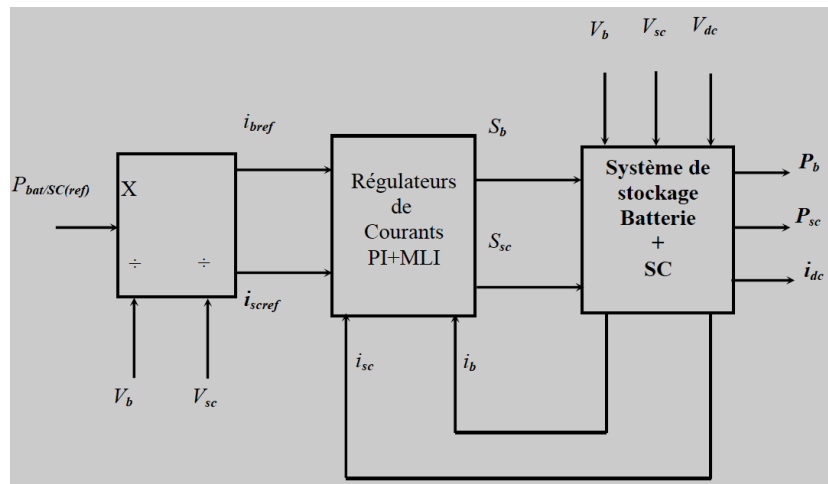 V_b V_sc V_dc
i_bref
S_b
P_bat/SC(ref)
X
÷ ÷
Régulateurs
de
Courants
PI+MLI
Système de
stockage
Batterie
+
SC
P_b
P_sc
i_dc
S_sc
i_scref
i_sc
i_b
V_b V_sc